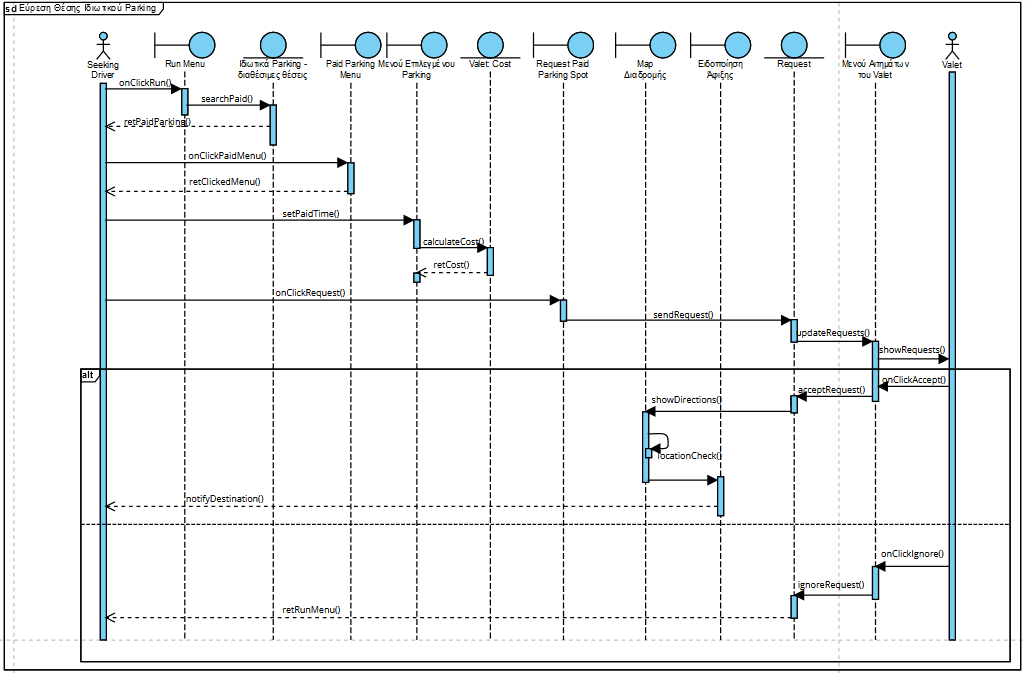 sd Εύρεση Θέσης Ιδιωτικού Parking
Seeking
Driver
Run Menu
Ιδιωτικά Parking -
διαθέσιμες θέσεις
Paid Parking
Menu
Μενού Επιλεγμένου
Parking
Valet: Cost
Request Paid
Parking Spot
Map
Διαδρομής
Ειδοποίηση
Άφιξης
Request
Μενού Αιτημάτων
του Valet
Valet
onClickRun()
searchPaid()
retPaidParking()
onClickPaidMenu()
retClickedMenu()
setPaidTime()
calculateCost()
retCost()
onClickRequest()
sendRequest()
updateRequests()
showRequests()
alt
onClickAccept()
acceptRequest()
showDirections()
locationCheck()
notifyDestination()
onClickIgnore()
ignoreRequest()
retRunMenu()